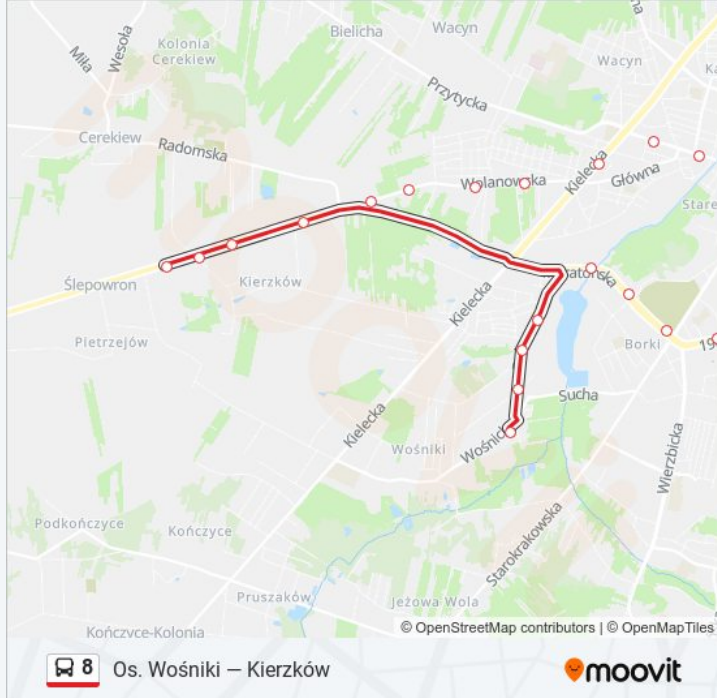 Bielicha
Wacyn
Kolonia
Cerekiew
Wesoła
Miła
Wacyn
Przytycka
Cerekiew
Radomska
Wolanowska
Kielecka
Główna
Stare
Ślepowron
Kierzków
Kielecka
Pietrzejów
Borki
19
Sucha
Kielecka
Wośniki
Wierzbicka
Podkończyce
Kończyce
Starokrakowska
Pruszaków
Jeżowa Wola
Kończyce-Kolonia
© OpenStreetMap contributors | © OpenMapTiles
8 Os. Wośniki — Kierzków
moovit